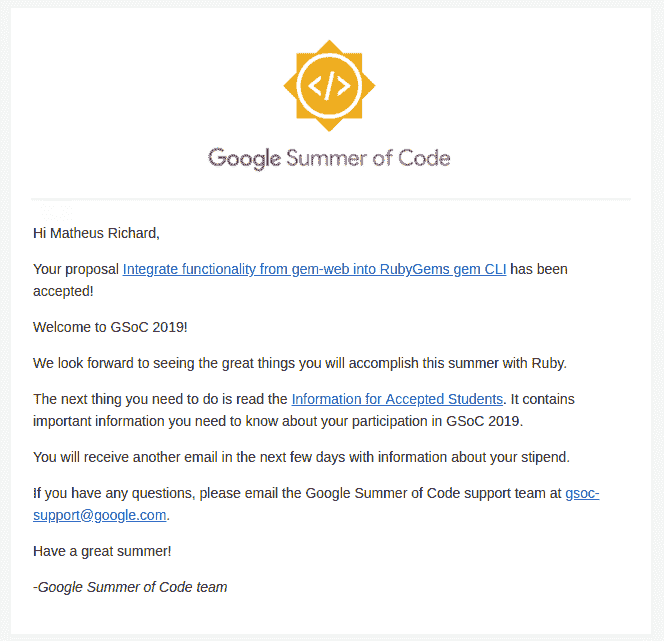 </>
Google Summer of Code
Hi Matheus Richard,
Your proposal Integrate functionality from gem-web into RubyGems gem CLI has been
accepted!
Welcome to GSoC 2019!
We look forward to seeing the great things you will accomplish this summer with Ruby.
The next thing you need to do is read the Information for Accepted Students. It contains
important information you need to know about your participation in GSoC 2019.
You will receive another email in the next few days with information about your stipend.
If you have any questions, please email the Google Summer of Code support team at gsoc-
support@google.com.
Have a great summer!
-Google Summer of Code team